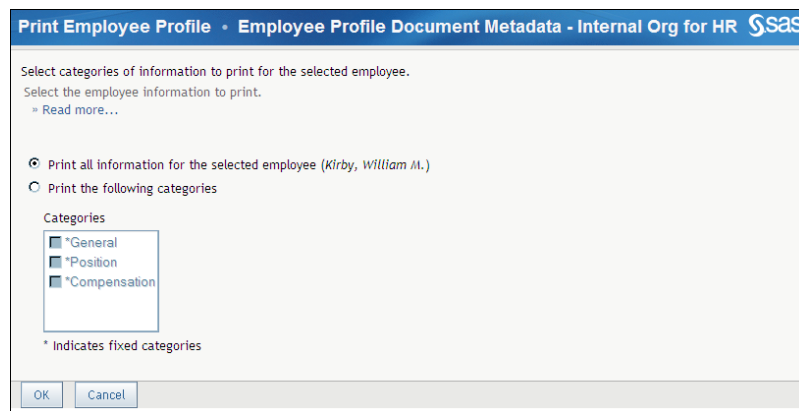 Print Employee Profile • Employee Profile Document Metadata - Internal Org for HR Ssas
Select categories of information to print for the selected employee.
Select the employee information to print.
» Read more...
Print all information for the selected employee (Kirby, William M.)
Print the following categories
Categories
*General
*Position
*Compensation
* Indicates fixed categories
OK Cancel